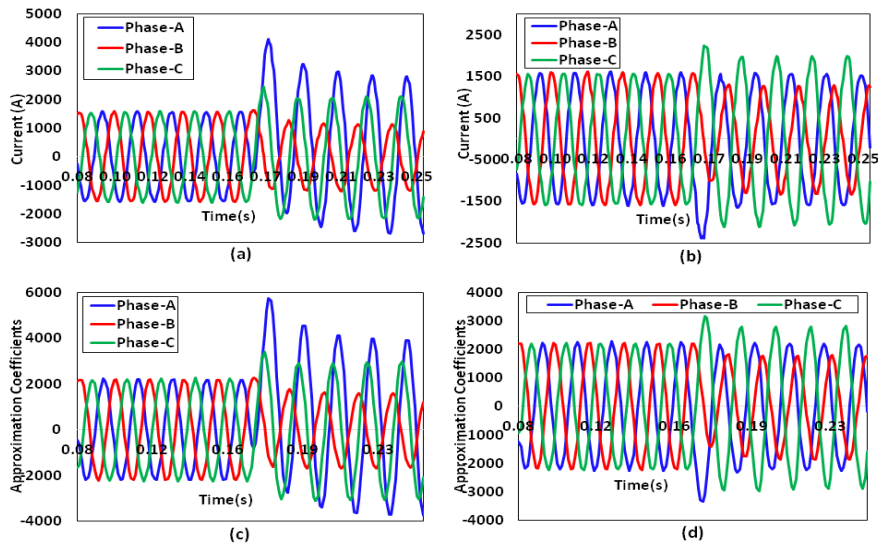 5000
4000
3000
2000
1000
0
-1000
-2000
-3000
Current (A)
Phase-A
Phase-B
Phase-C
0.08 0.10 0.12 0.14 0.16 0.17 0.19 0.21 0.23 0.25
Time(s)
(a)
2500
1500
500
-500
-1500
-2500
Current (A)
Phase-A
Phase-B
Phase-C
0.08 0.10 0.12 0.14 0.16 0.17 0.19 0.21 0.23 0.25
Time(s)
(b)
6000
4000
2000
0
-2000
-4000
Approximation Coefficients
Phase-A
Phase-B
Phase-C
0.08 0.12 0.16 0.19 0.23
Time(s)
(c)
4000
3000
2000
1000
0
-1000
-2000
-3000
-4000
Approximation Coefficients
Phase-A Phase-B Phase-C
0.08 0.12 0.16 0.19 0.23
Time(s)
(d)